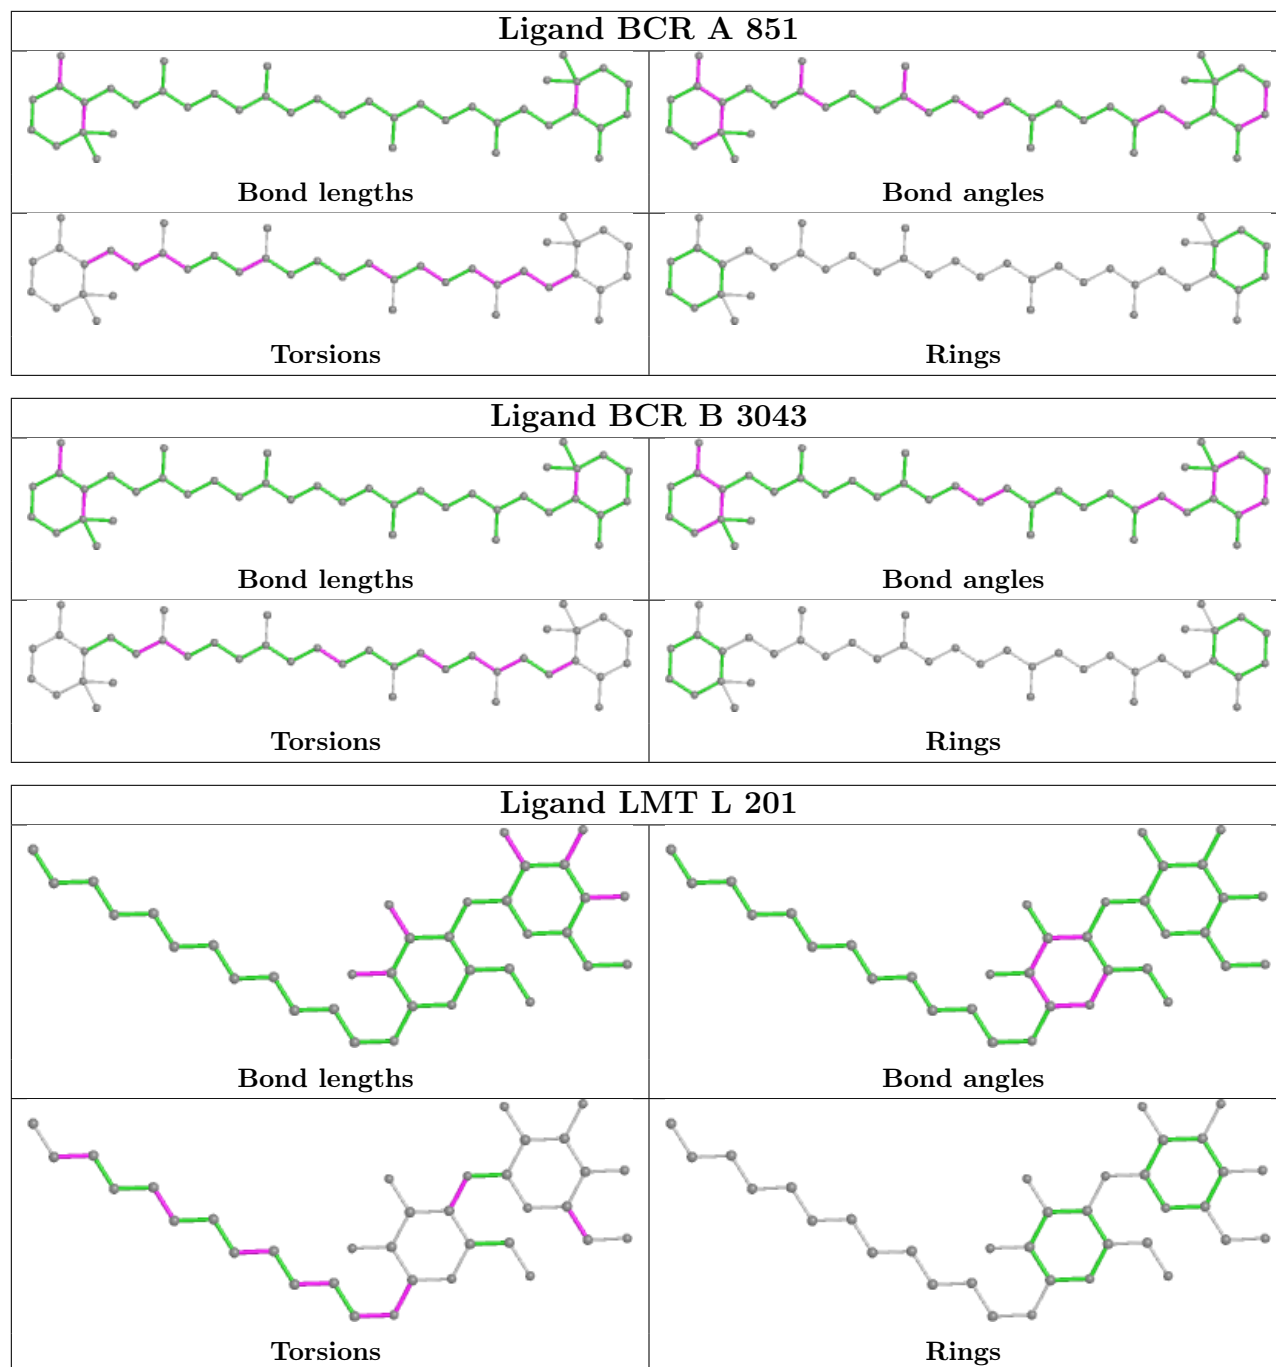 Ligand BCR A 851
Bond lengths
Bond angles
Torsions
Rings
Ligand BCR B 3043
Bond lengths
Bond angles
Torsions
Rings
Ligand LMT L 201
Bond lengths
Bond angles
Torsions
Rings